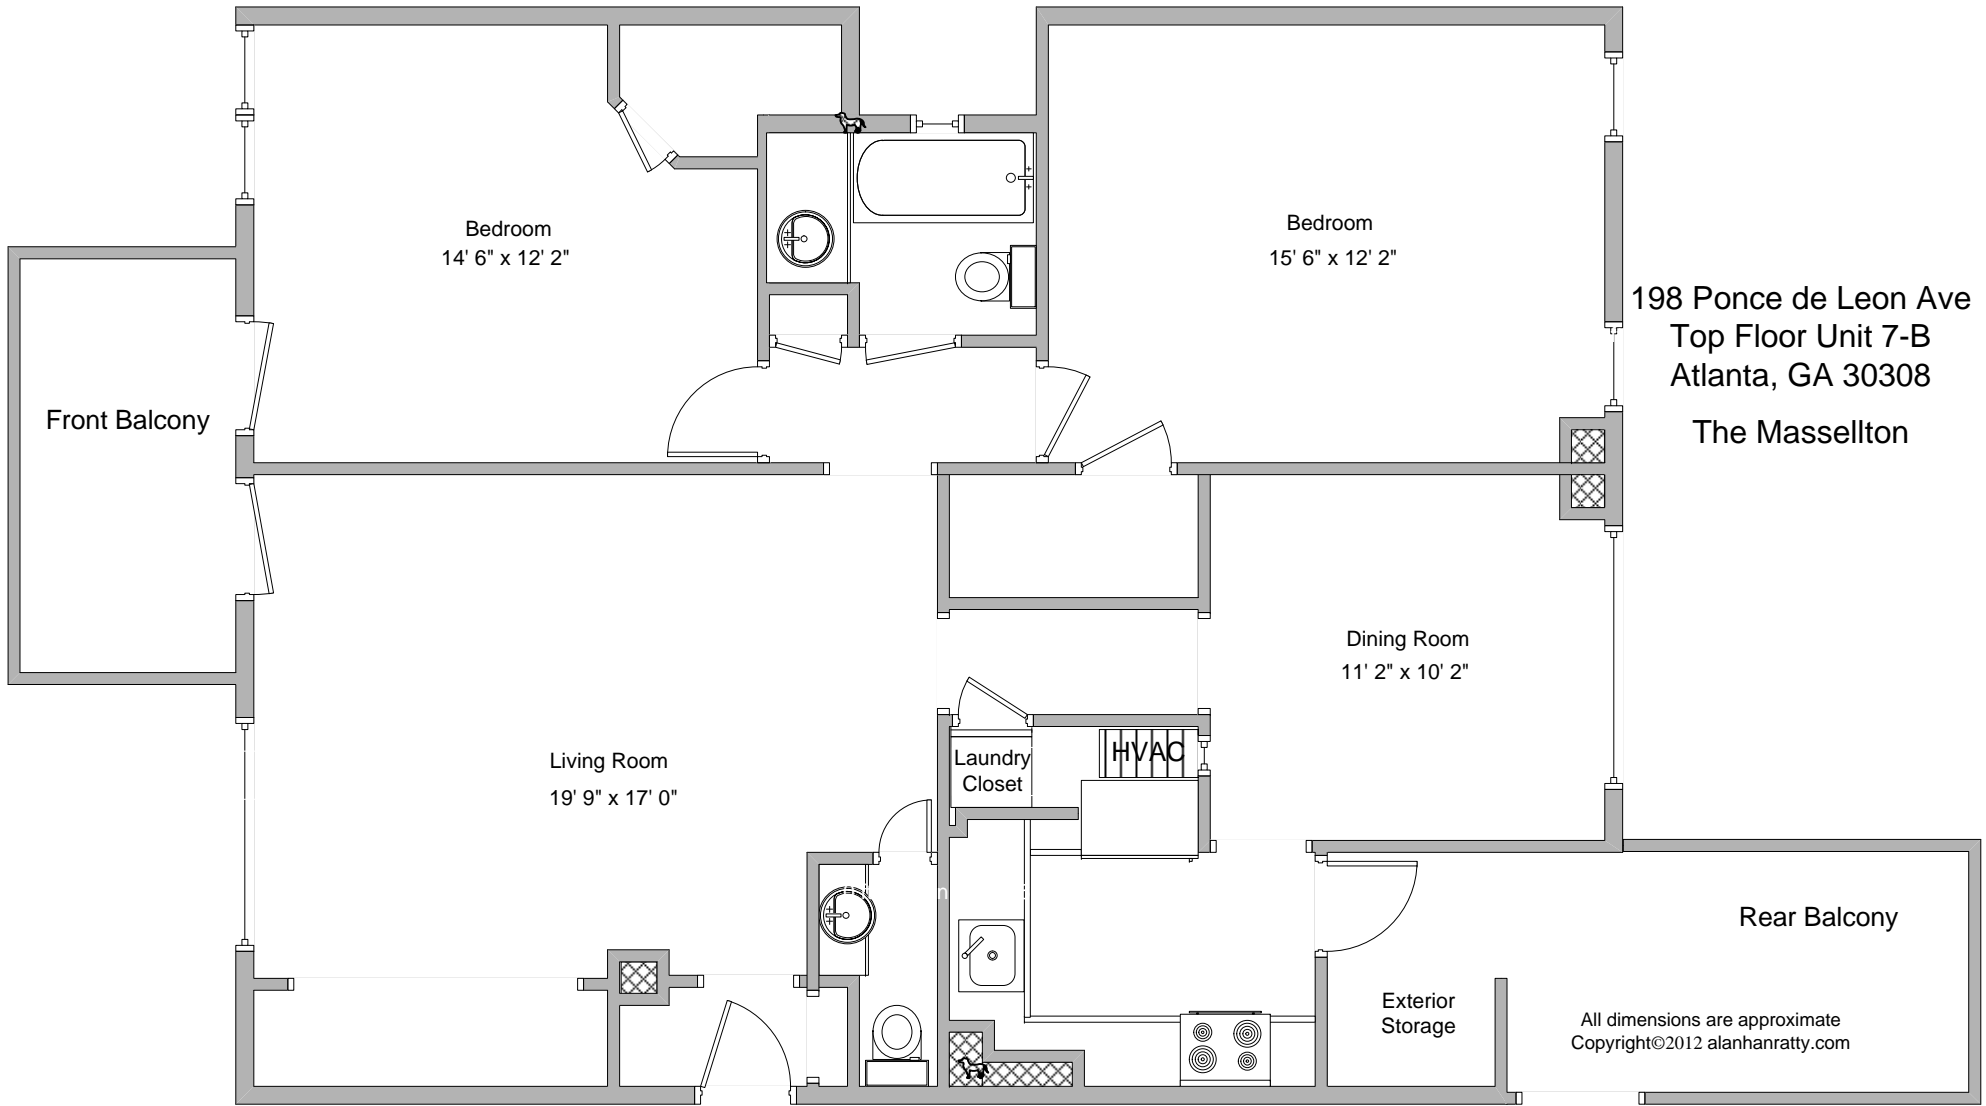 Bedroom
14' 6" x 12' 2"
Bedroom
15' 6" x 12' 2"
198 Ponce de Leon Ave
Top Floor Unit 7-B
Atlanta, GA 30308
The Massellton
Front Balcony
Dining Room
11' 2" x 10' 2"
Living Room
19' 9" x 17' 0"
Laundry
Closet
HVAC
Rear Balcony
Exterior
Storage
All dimensions are approximate
Copyright©2012 alanhanratty.com